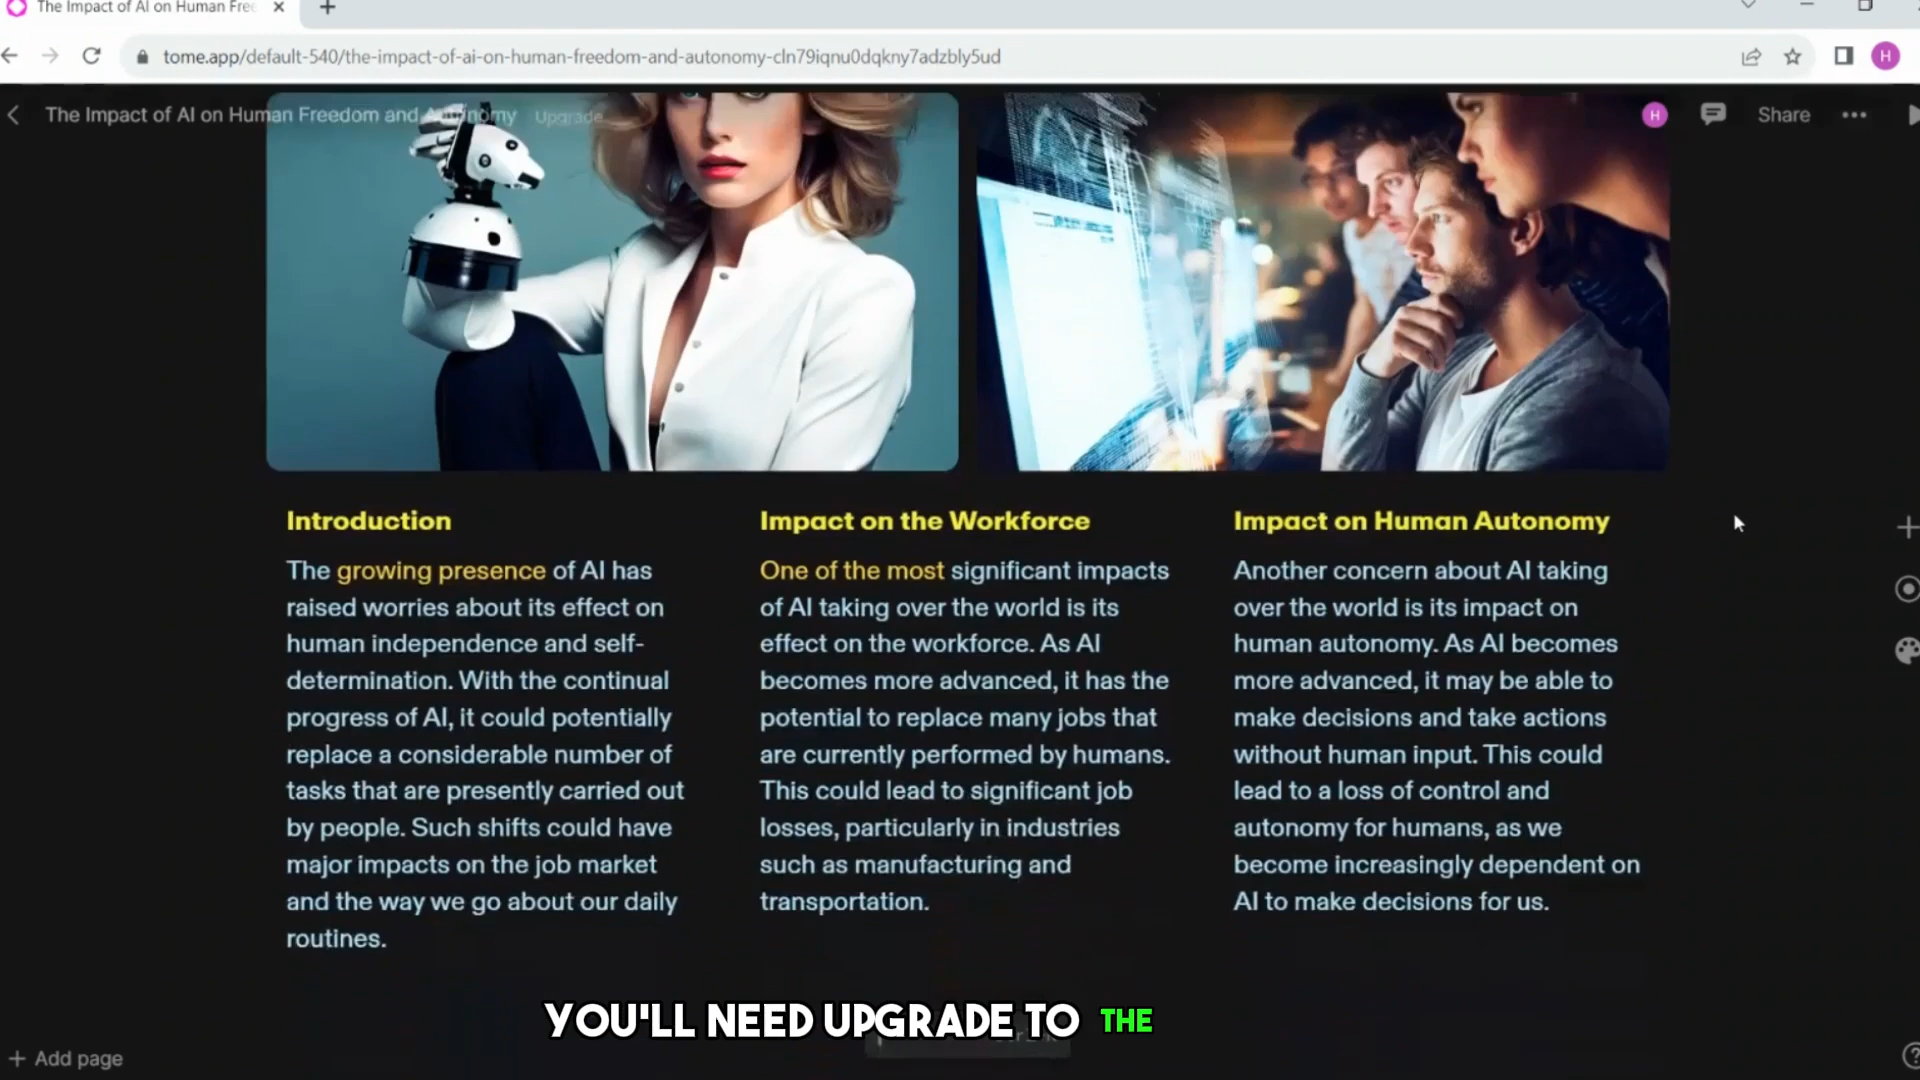 The Impact of AI on Human Free
tome.app/default-540/the-impact-of-ai-on-human-freedom-and-autonomy-cln79iqnu0dqkny7adzbly5ud
H
The Impact of AI on Human Freedom and Autonomy Upgrade
H
Share
Introduction
The growing presence of AI has
raised worries about its effect on
human independence and self-
determination. With the continual
progress of AI, it could potentially
replace a considerable number of
tasks that are presently carried out
by people. Such shifts could have
major impacts on the job market
and the way we go about our daily
routines.
Impact on the Workforce
One of the most significant impacts
of AI taking over the world is its
effect on the workforce. As AI
becomes more advanced, it has the
potential to replace many jobs that
are currently performed by humans.
This could lead to significant job
losses, particularly in industries
such as manufacturing and
transportation.
Impact on Human Autonomy
Another concern about AI taking
over the world is its impact on
human autonomy. As AI becomes
more advanced, it may be able to
make decisions and take actions
without human input. This could
lead to a loss of control and
autonomy for humans, as we
become increasingly dependent on
AI to make decisions for us.
YOU'LL NEED UPGRADE TO THE
+ Add page